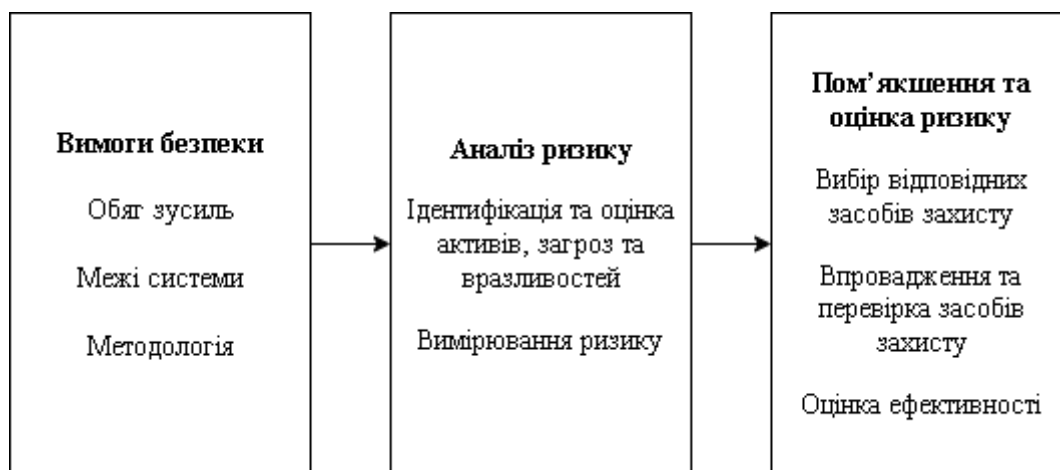 Вимоги безпеки
Обяг зусиль
Межі системи
Методологія
Аналіз ризику
Ідентифікація та оцінка
активів, загроз та
вразливостей
Вимірювання ризику
Пом’якшення та
оцінка ризику
Вибір відповідних
засобів захисту
Впровадження та
перевірка засобів
захисту
Оцінка ефективності